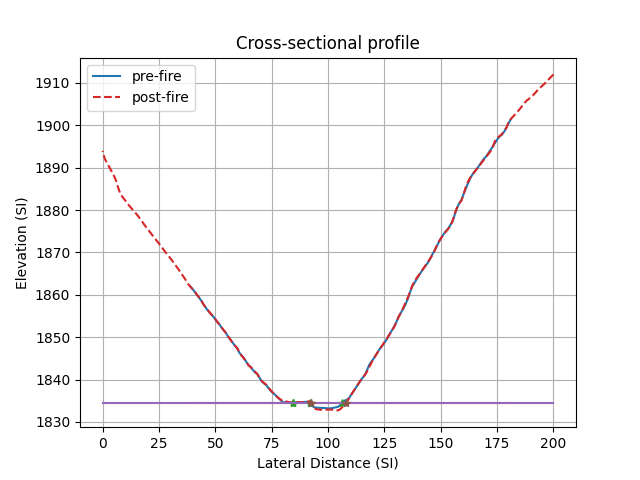 Cross-sectional profile
pre-fire
post-fire
Elevation (SI)
1910
1900
1890
1880
1870
1860
1850
1840
1830
0 25 50 75 100 125 150 175 200
Lateral Distance (SI)